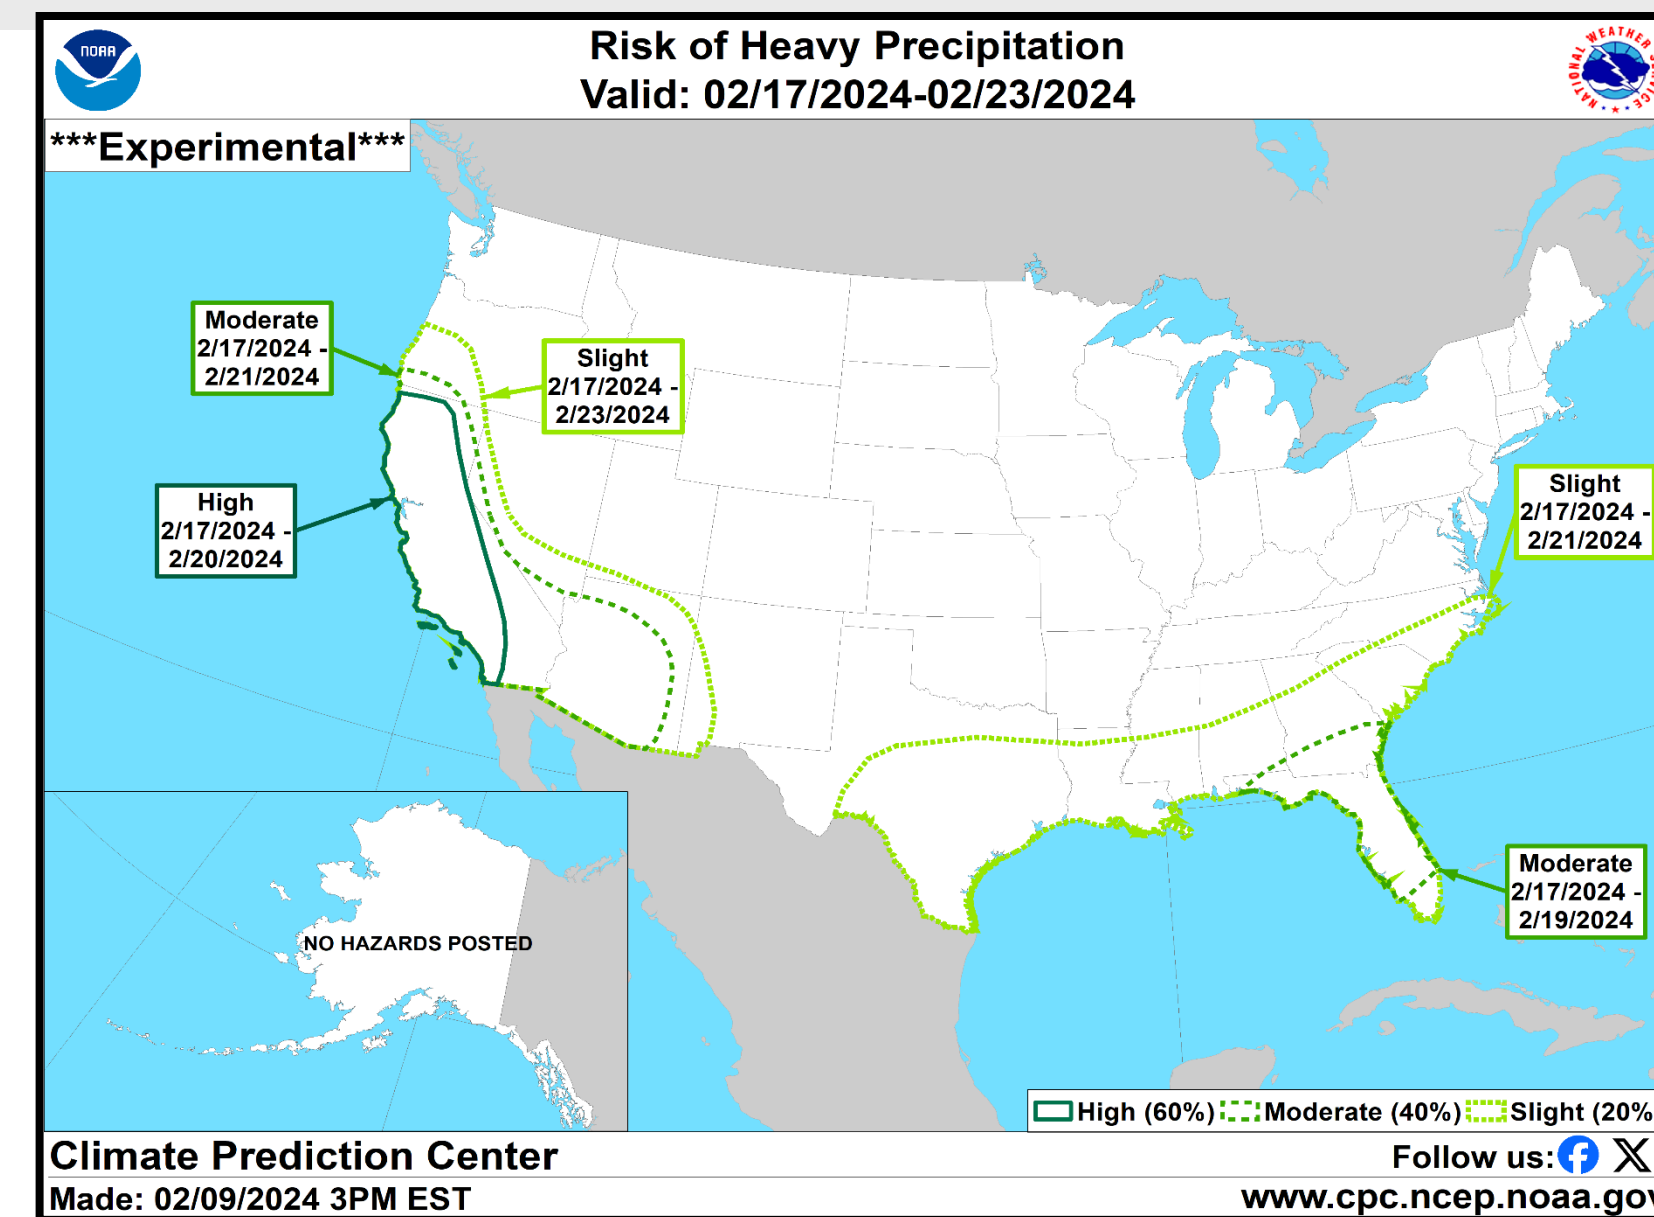 NOAA
Risk of Heavy Precipitation
Valid: 02/17/2024-02/23/2024
NATIONAL WEATHER SERVICE
***Experimental***
Moderate
2/17/2024 -
2/21/2024
Slight
2/17/2024 -
2/23/2024
High
2/17/2024 -
2/20/2024
Slight
2/17/2024 -
2/21/2024
Moderate
2/17/2024 -
2/19/2024
NO HAZARDS POSTED
High (60%) Moderate (40%) Slight (20%
Climate Prediction Center
Follow us:
Made: 02/09/2024 3PM EST
www.cpc.ncep.noaa.gov